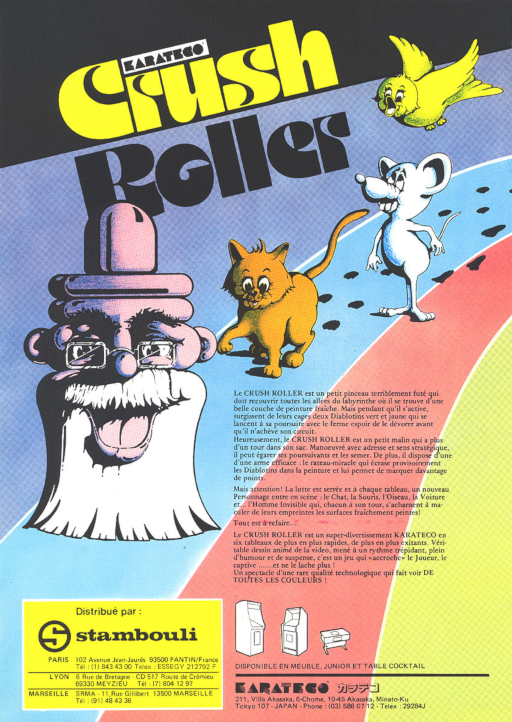 KARATECO
Crush
Roller
Le CRUSH ROLLER est un petit pinceau terriblement futé qui
doit recouvrir toutes les allées du labyrinthe où il se trouve d'une
belle couche de peinture fraîche. Mais pendant qu'il s'active,
surgissent de leurs cages deux Diablotins vert et jaune qui se
lancent à sa poursuite avec le ferme espoir de le dévorer avant
qu'il n'achève son circuit.
Heureusement, le CRUSH ROLLER est un petit malin qui a plus
d'un tour dans son sac. Manoeuvré avec adresse et sens stratégique,
il peut égarer ses poursuivants et les semer. De plus, il dispose d'une
d'une arme efficace : le rateau-miracle qui écrase provisoirement
les Diablotins dans la peinture et lui permet de marquer davantage
de points.
Mais attention! La lutte est serrée et à chaque tableau, un nouveau
Personnage entre en scène : le Chat, la Souris, l'Oiseau, la Voiture
et... l'Homme Invisible qui, chacun à son tour, s'acharnent à ma-
culer de leurs empreintes les surfaces fraîchement peintes!
Tout est à refaire...
Le CRUSH ROLLER est un super-divertissement KARATECO en
six tableaux de plus en plus rapides, de plus en plus éxitants. Véri-
table dessin animé de la vidéo, mené à un rythme trépidant, plein
d'humour et de suspense, c'est un jeu qui «accroche» le Joueur, le
captive .......et ne le lache plus !
Un spectacle d'une rare qualité technologique qui fait voir DE
TOUTES LES COULEURS !
Distribué par :
S stambouli
PARIS 102 Avenue Jean-Jaurès 93500 PANTIN/France
Tél : (1) 843 43 00 Telex : ESSEGY 212792 F
LYON 6 Rue de Bretagne - CD 517 Route de Crémieu
69330 MEYZIEU Tél : (7) 804 12 97
MARSEILLE SRMA - 11,Rue Gillibert 13500 MARSEILLE
Tél : (91) 48 43 36
DISPONIBLE EN MEUBLE, JUNIOR ET TABLE COCKTAIL
KARATECO カラテコ
211, Villa Akasaka, 6-Chome, 10-45 Akataka, Minato-Ku
Tokyo 107 - JAPAN - Phone : (03) 586 07 12 - Telex : 29284J